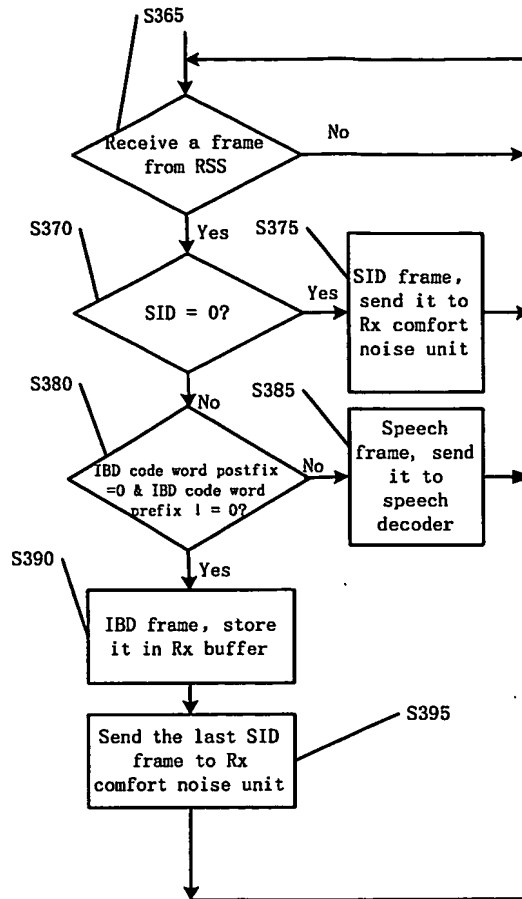 S365
Receive a frame
from RSS
No
Yes
S370
SID = 0?
Yes
S375
SID frame,
send it to
Rx comfort
noise unit
No
S380
IBD code word postfix
=0 & IBD code word
prefix ! = 0?
No
S385
Speech
frame, send
it to
speech
decoder
Yes
S390
IBD frame, store
it in Rx buffer
S395
Send the last SID
frame to Rx
comfort noise unit